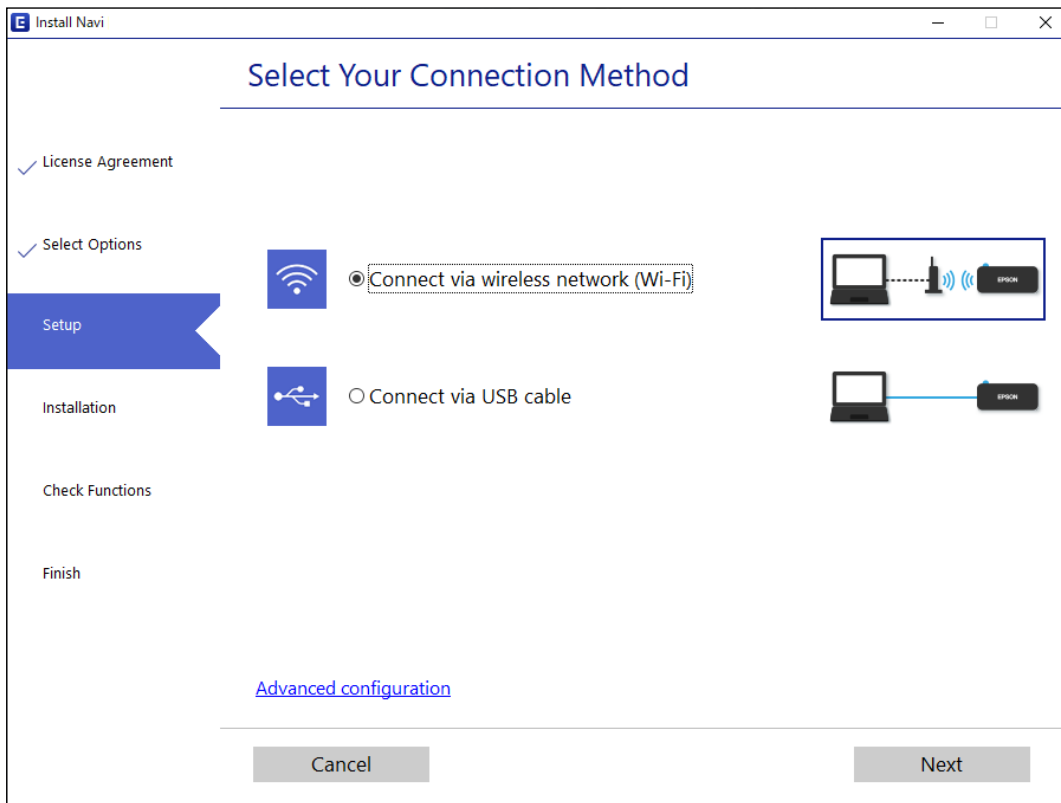 E Install Navi
Select Your Connection Method
License Agreement
Select Options
Setup
Installation
Check Functions
Finish
Connect via wireless network (Wi-Fi)
EPSON
Connect via USB cable
EPSON
Advanced configuration
Cancel
Next